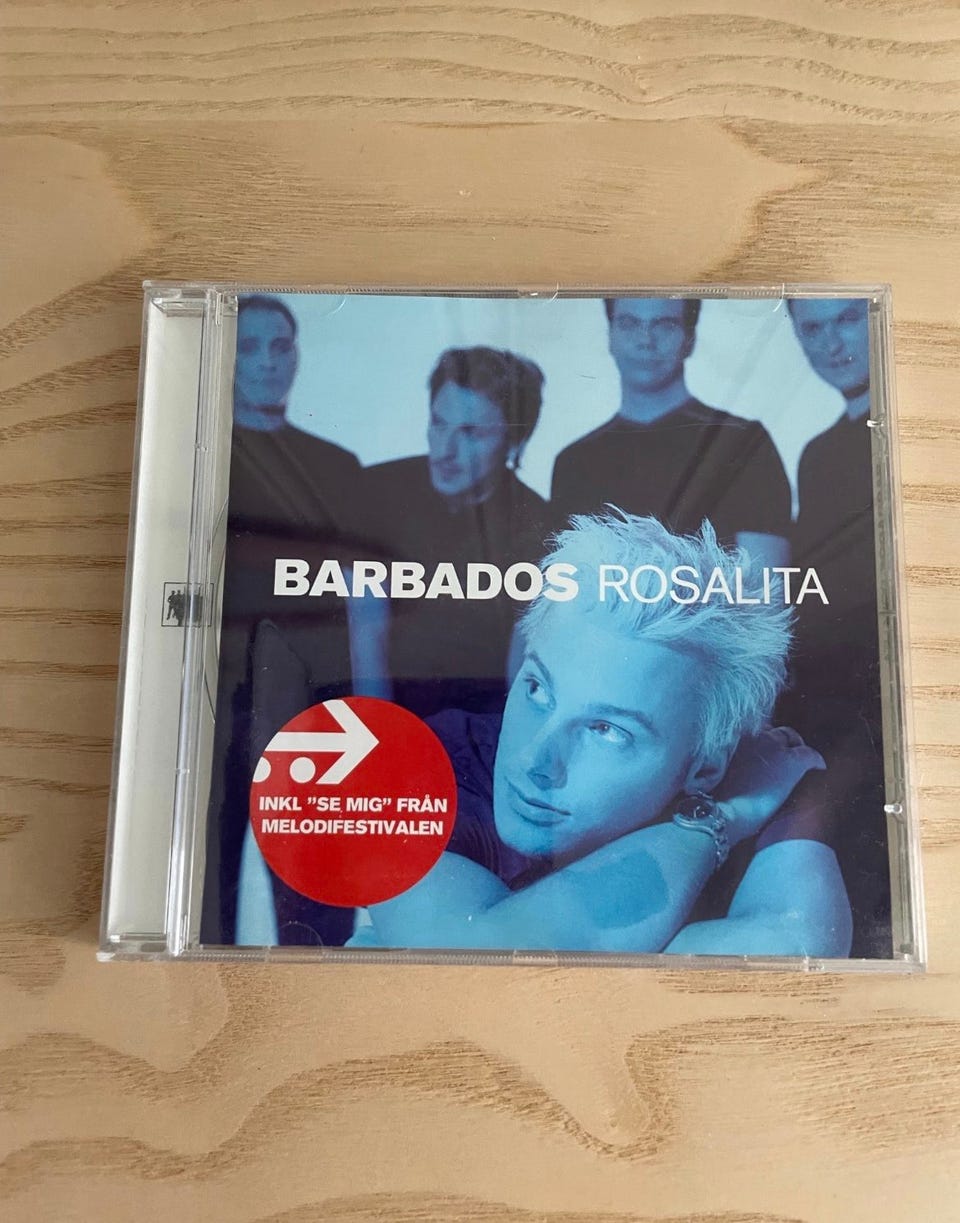 BARBADOS ROSALITA
INKL "SE MIG" FRÅN
MELODIFESTIVALEN